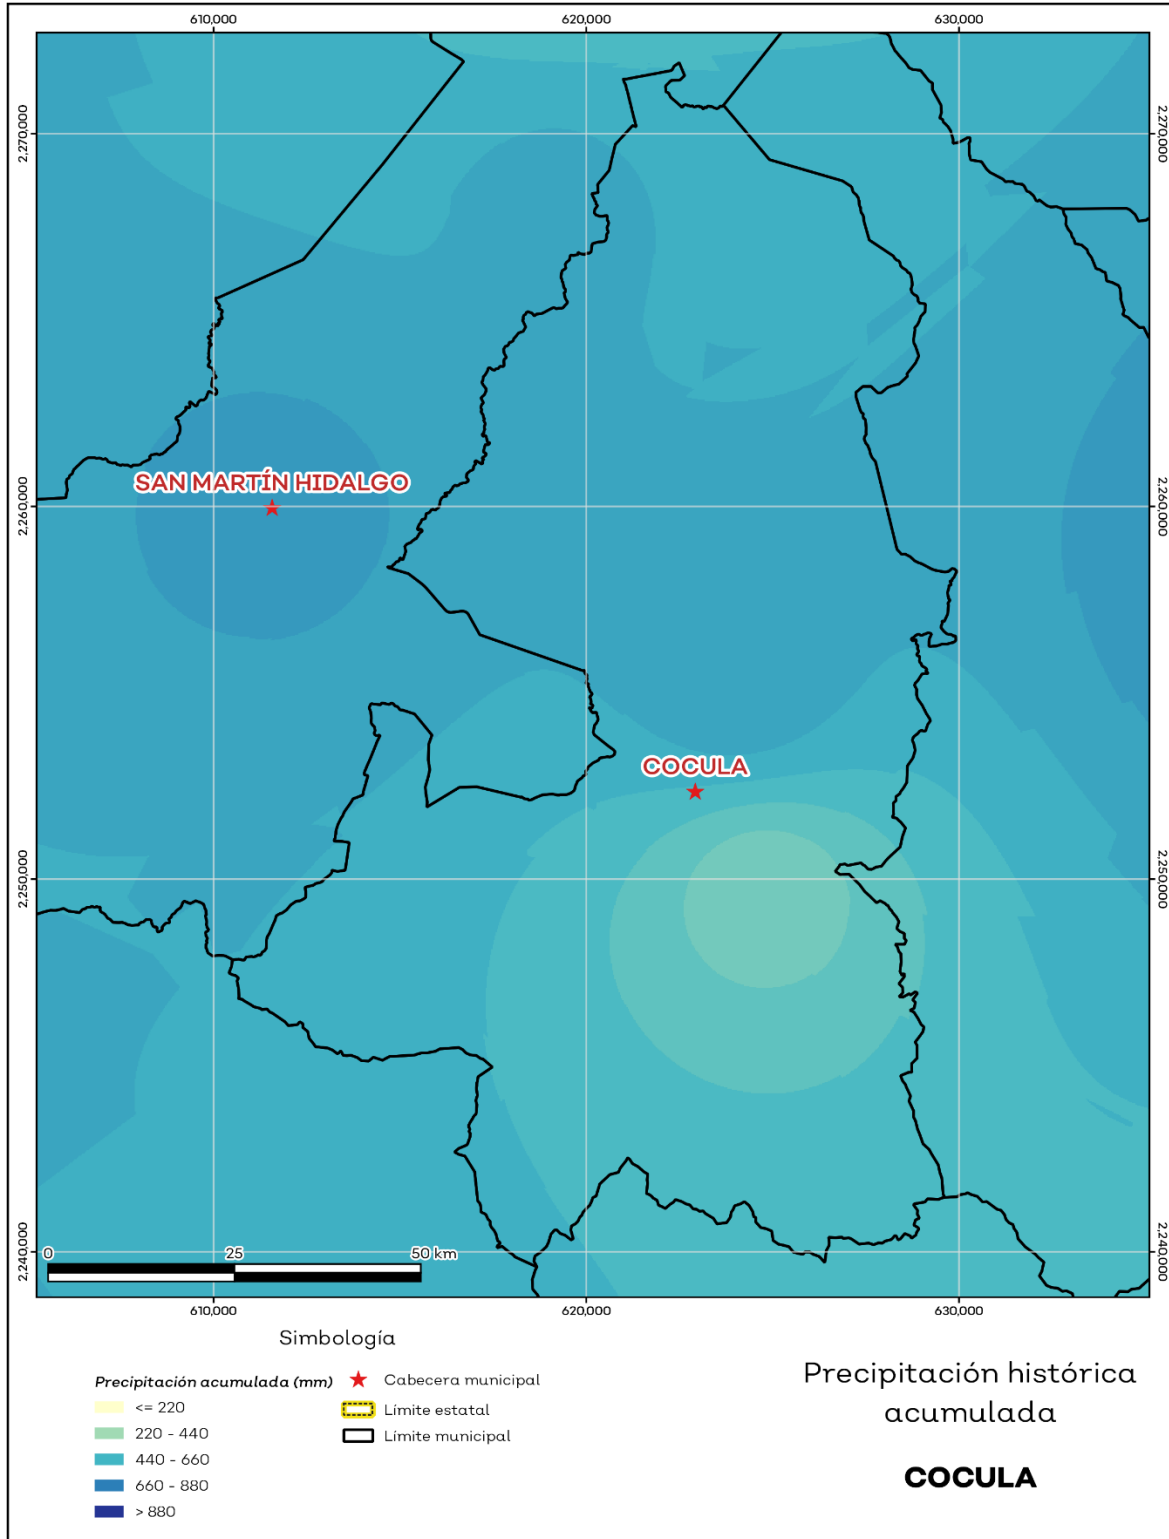 610,000 620,000 630,000
2,270,000 2,270,000
SAN MARTÍN HIDALGO
2,260,000 2,260,000
COCULA
2,250,000 2,250,000
2,240,000 2,240,000
0 25 50 km
610,000 620,000 630,000
Simbología
Precipitación acumulada (mm)
<= 220
220 - 440
440 - 660
660 - 880
> 880
Cabecera municipal
Límite estatal
Límite municipal
Precipitación histórica
acumulada
COCULA